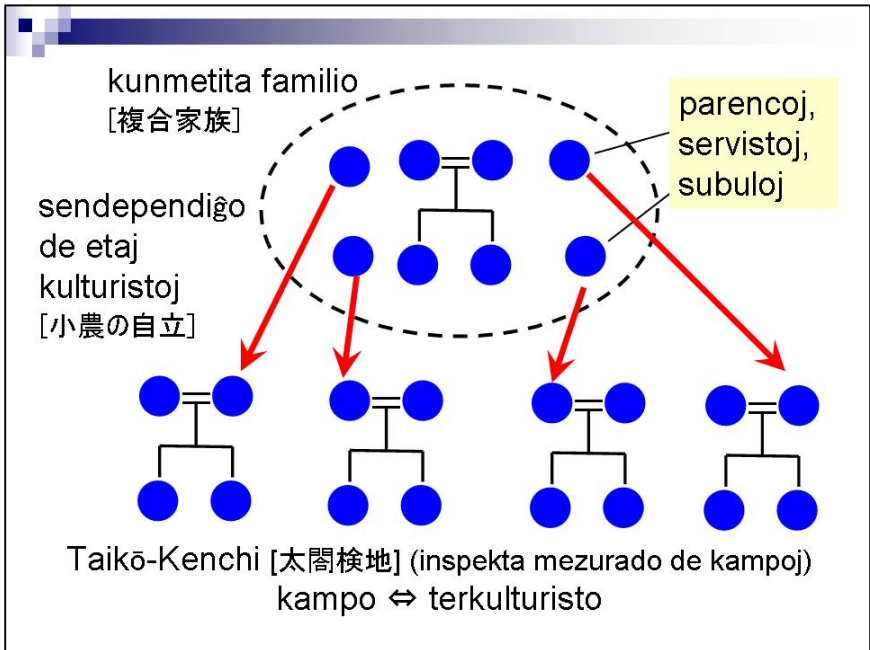 kunmetita familio
[複合家族]
parencoj,
servistoj,
subuloj
sendependiĝo
de etaj
kulturistoj
[小農の自立]
Taikō-Kenchi [太閤検地] (inspekta mezurado de kampoj)
kampo ⇔ terkulturisto